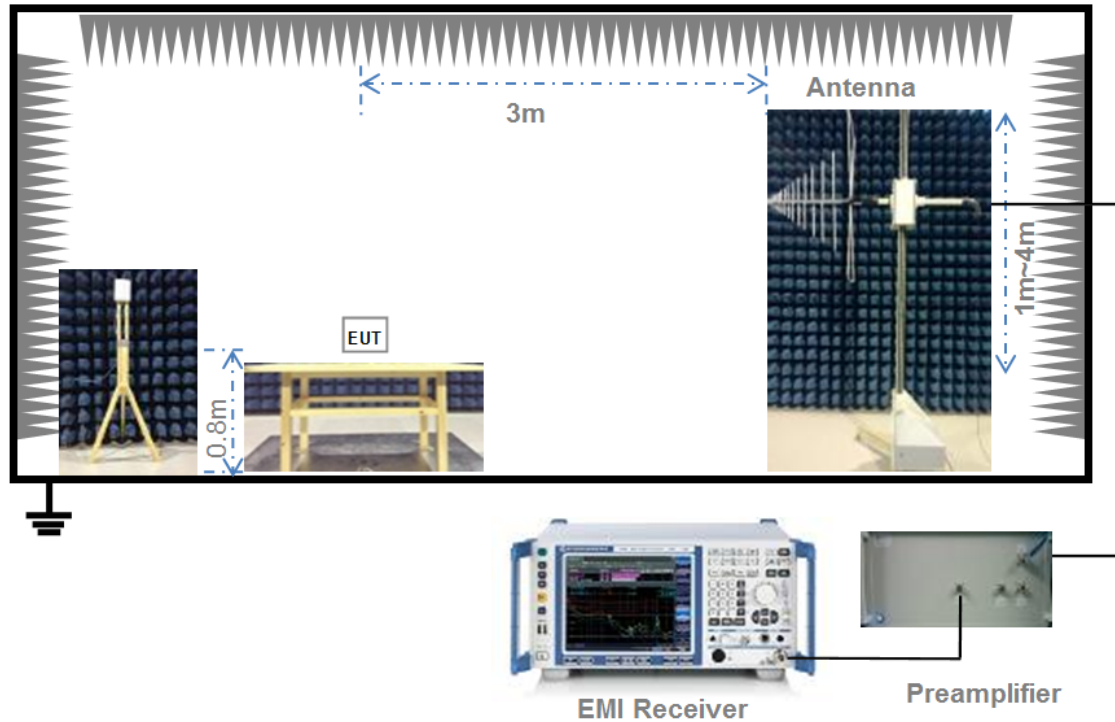 Antenna
3m
1m~4m
EUT
0.8m
EMI Receiver
Preamplifier